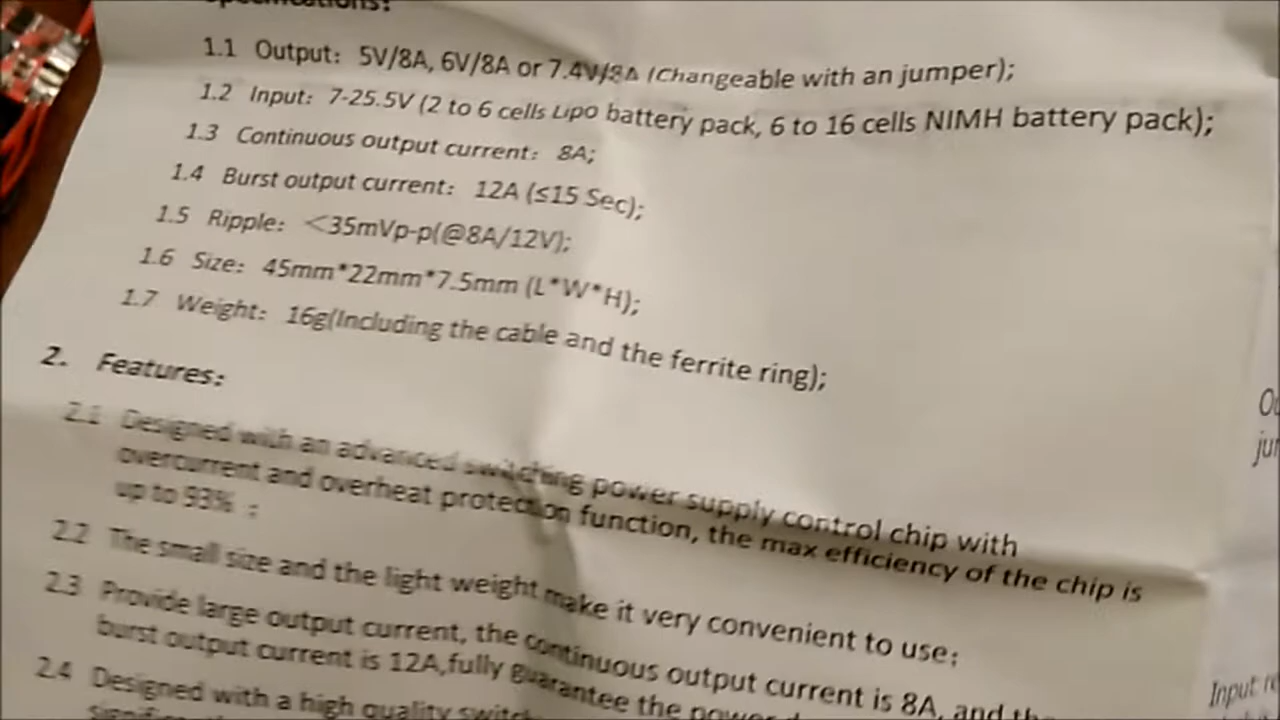 Specifications:
1.1 Output: 5V/8A, 6V/8A or 7.4V/8A (Changeable with an jumper);
1.2 Input: 7-25.5V (2 to 6 cells Lipo battery pack, 6 to 16 cells NIMH battery pack);
1.3 Continuous output current: 8A;
1.4 Burst output current: 12A (≤15 Sec);
1.5 Ripple: <35mVp-p(@8A/12V);
1.6 Size: 45mm*22mm*7.5mm (L*W*H);
1.7 Weight: 16g(Including the cable and the ferrite ring);
2. Features:
2.1 Designed with an advanced switching power supply control chip with
overcurrent and overheat protection function, the max efficiency of the chip is
up to 93% ;
2.2 The small size and the light weight make it very convenient to use;
2.3 Provide large output current, the continuous output current is 8A, and the
burst output current is 12A,fully guarantee the power
2.4 Designed with a high quality
Input